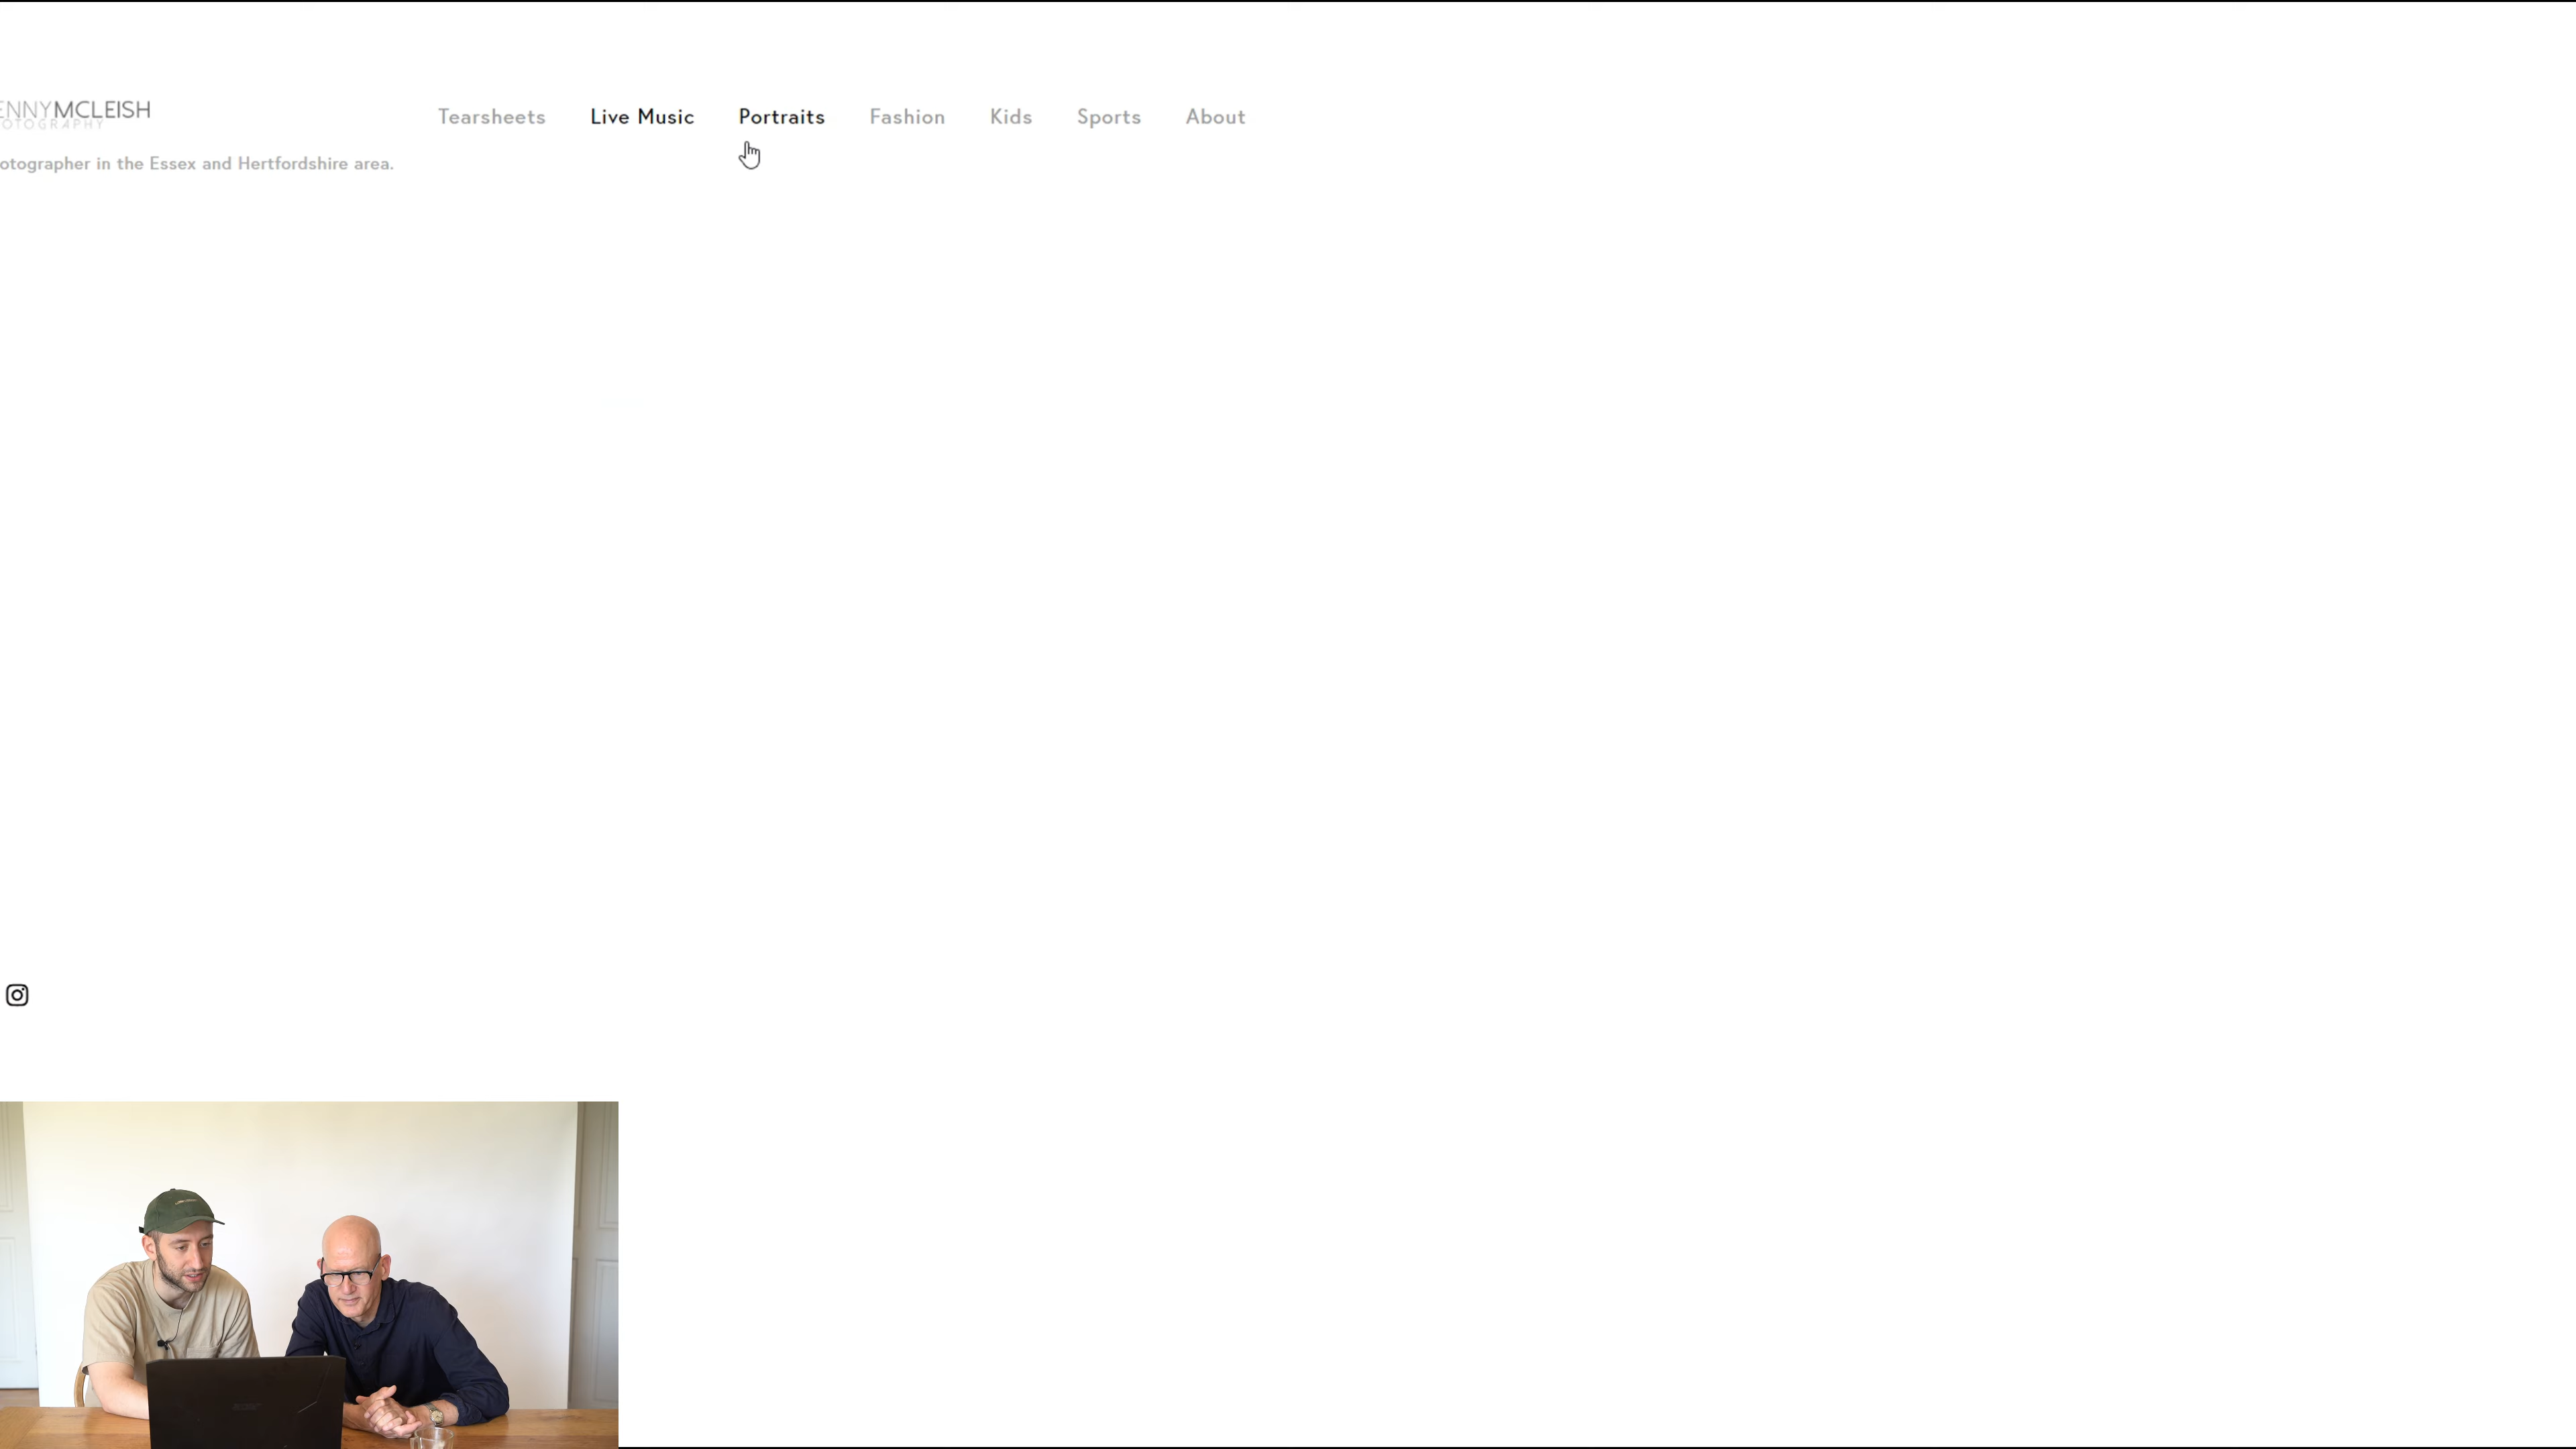 ENNYMCLEISH
OTOGRAPHY
otographer in the Essex and Hertfordshire area.
Tearsheets Live Music Portraits Fashion Kids Sports About